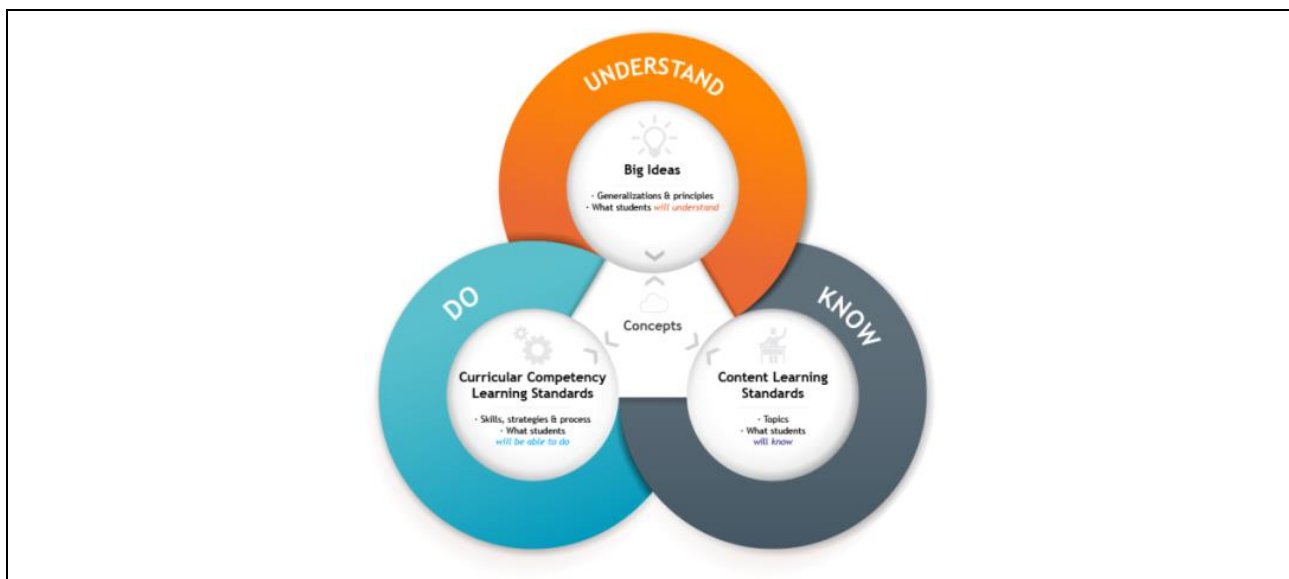 UNDERSTAND
Big Ideas
- Generalizations & principles
- What students will understand
Concepts
DO
Curricular Competency
Learning Standards
- Skills, strategies & process
- What students
will be able to do
KNOW
Content Learning
Standards
- Topics
- What students
will know